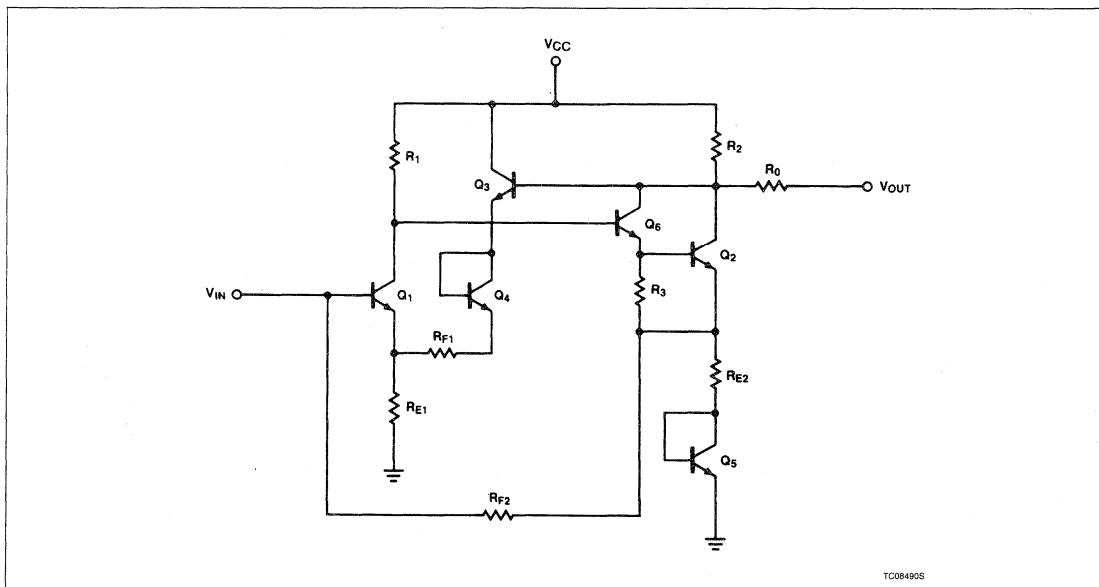 VCC
R1
R2
R0
Q3
VOUT
Q6
Q2
VIN
Q1
Q4
R3
RF1
RE2
RE1
Q5
RF2
TC08490S